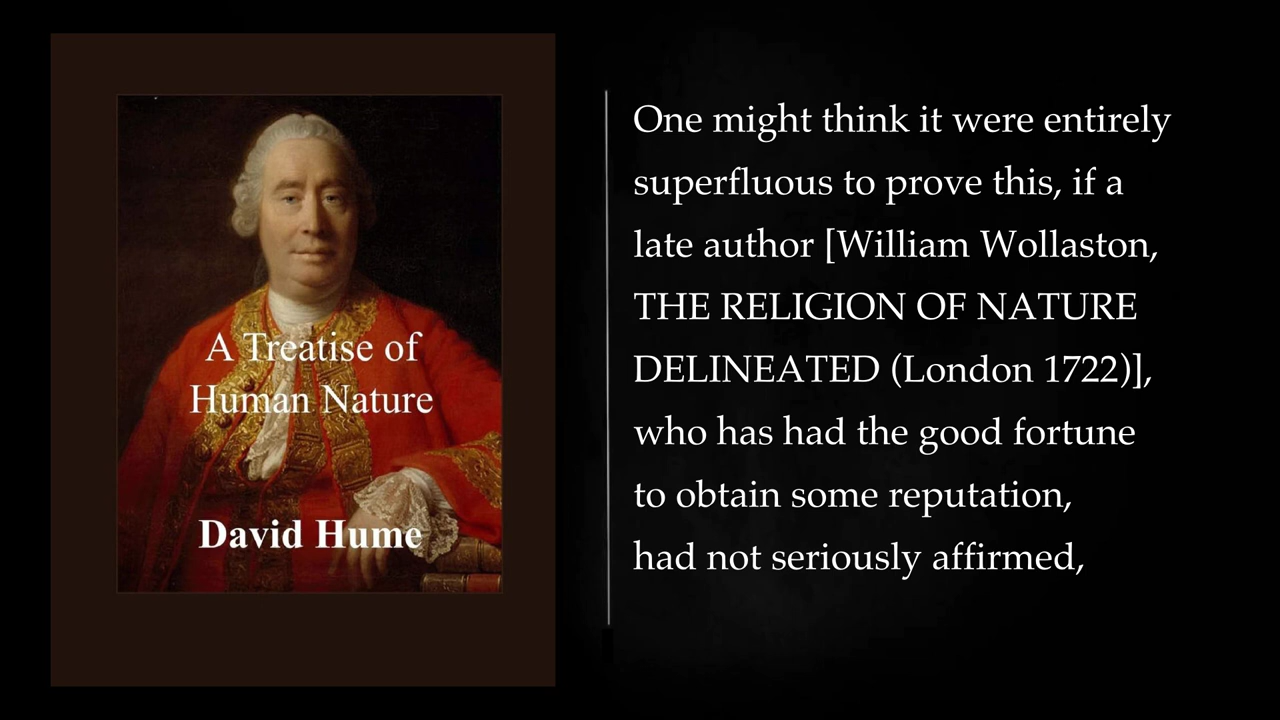 A Treatise of
Human Nature
David Hume
One might think it were entirely
superfluous to prove this, if a
late author [William Wollaston,
THE RELIGION OF NATURE
DELINEATED (London 1722)],
who has had the good fortune
to obtain some reputation,
had not seriously affirmed,